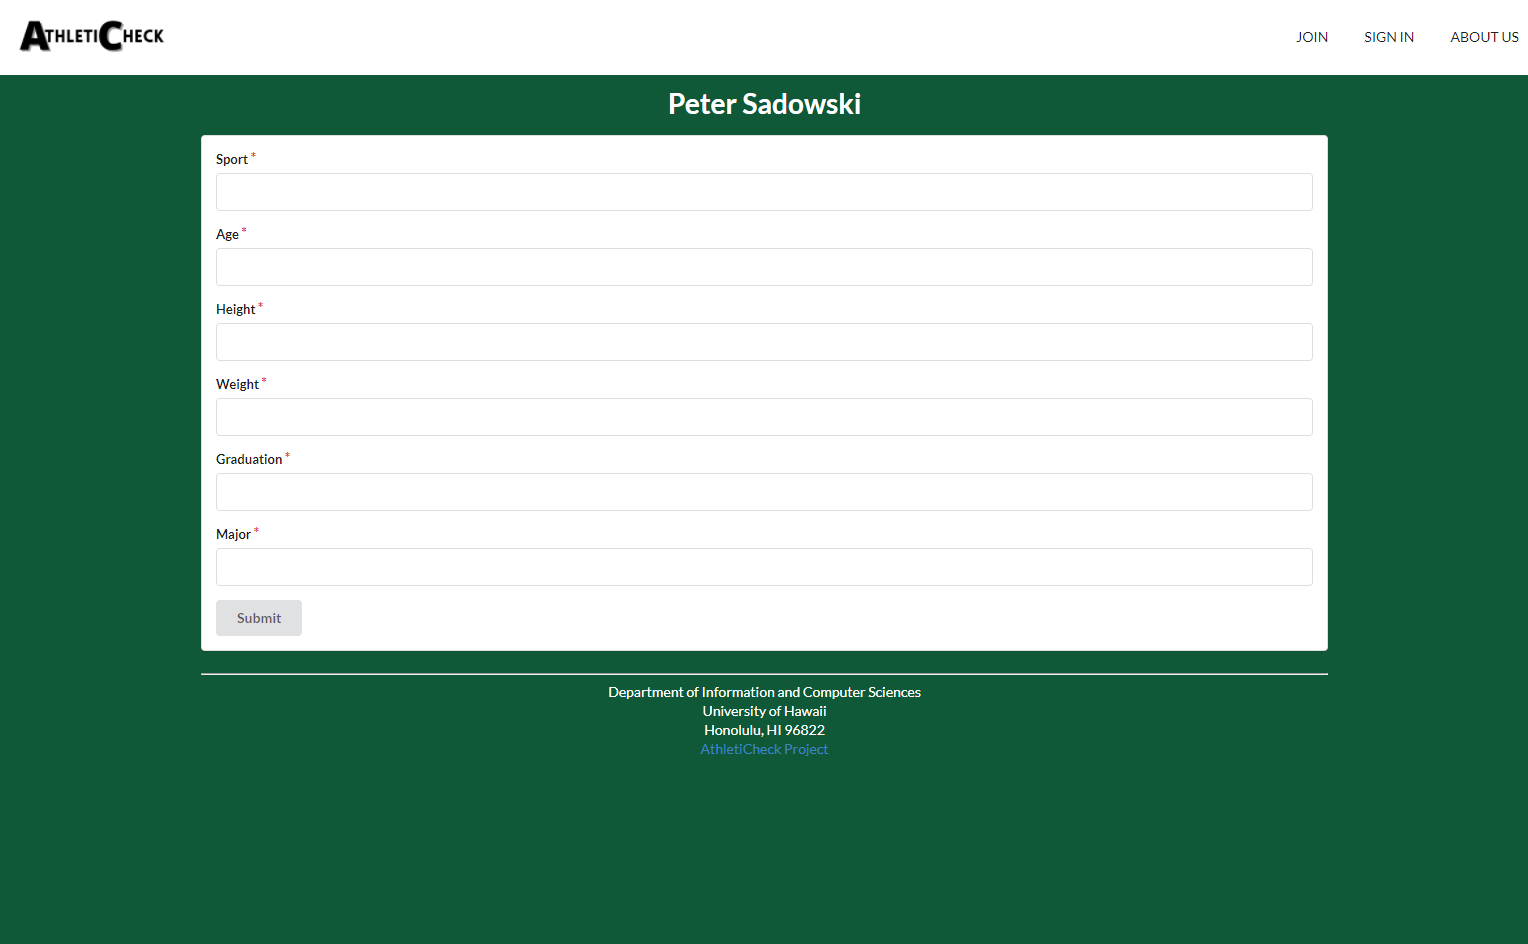 ATHLETICHECK
JOIN
SIGN IN
ABOUT US
Peter Sadowski
Sport *
Age *
Height *
Weight *
Graduation *
Major *
Submit
Department of Information and Computer Sciences
University of Hawaii
Honolulu, HI 96822
AthletiCheck Project